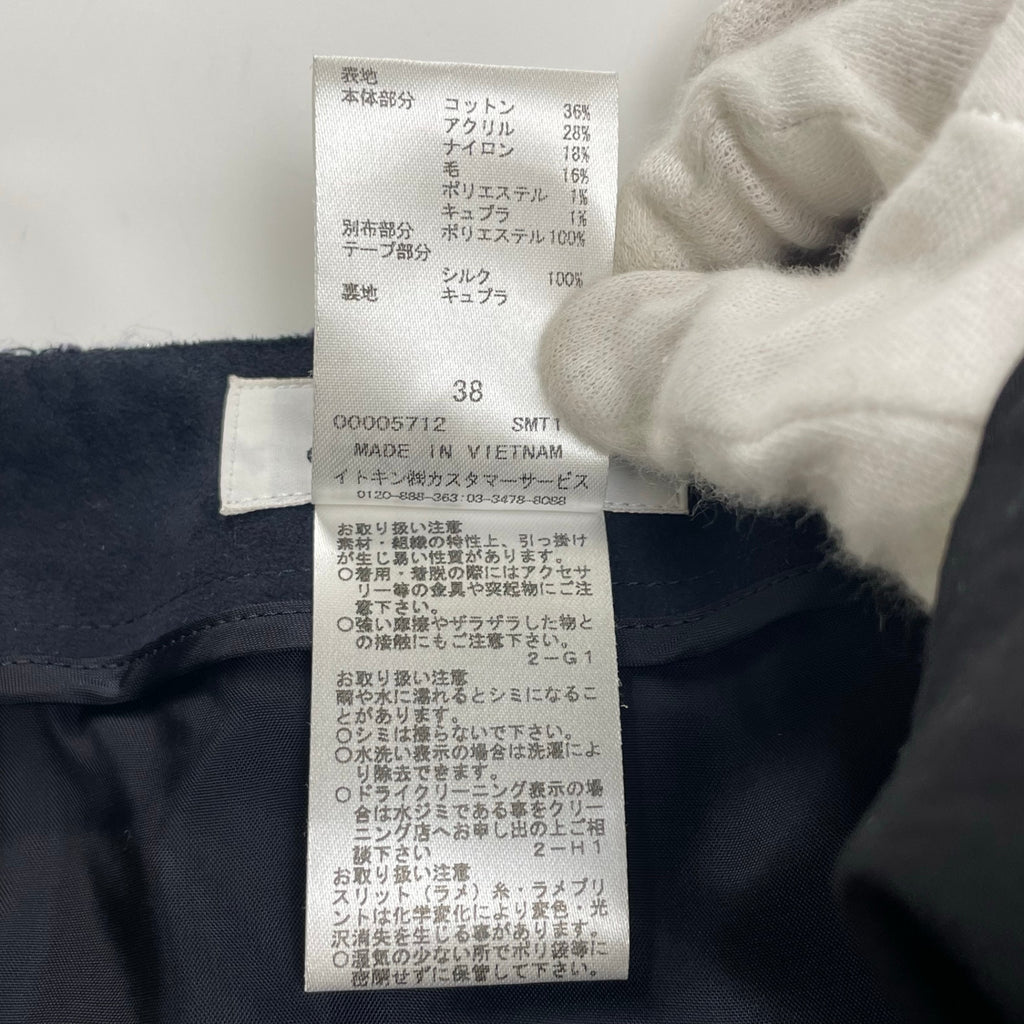 表地
本体部分 コットン 36%
アクリル 28%
ナイロン 18%
毛 16%
ポリエステル 1%
キュプラ 1%
別布部分 ポリエステル 100%
テープ部分
シルク 100%
裏地 キュプラ
38
00005712 SMT1
MADE IN VIETNAM
イトキン㈱カスタマーサービス
0120-888-363:03-3478-8088
お取り扱い注意
素材・組織の特性上、引っ掛け
が生じ易い性質があります。
○着用・着脱の際にはアクセサ
リー等の金具や突起物にご注
意下さい。
○強い摩擦やザラザラした物と
の接触にもご注意下さい。
2-G1
お取り扱い注意
雨や水に濡れるとシミになるこ
とがあります。
○シミは擦らないで下さい。
○水洗い表示の場合は洗濯によ
り除去できます。
○ドライクリーニング表示の場
合は水ジミである事をクリー
ニング店へお申し出の上ご相
談下さい 2-H1
お取り扱い注意
スリット（ラメ）糸・ラメプリ
ントは化学変化により変色・光
沢消失を生じる事があります。
○湿気の少ない所でポリ袋等に
密閉せずに保管して下さい。